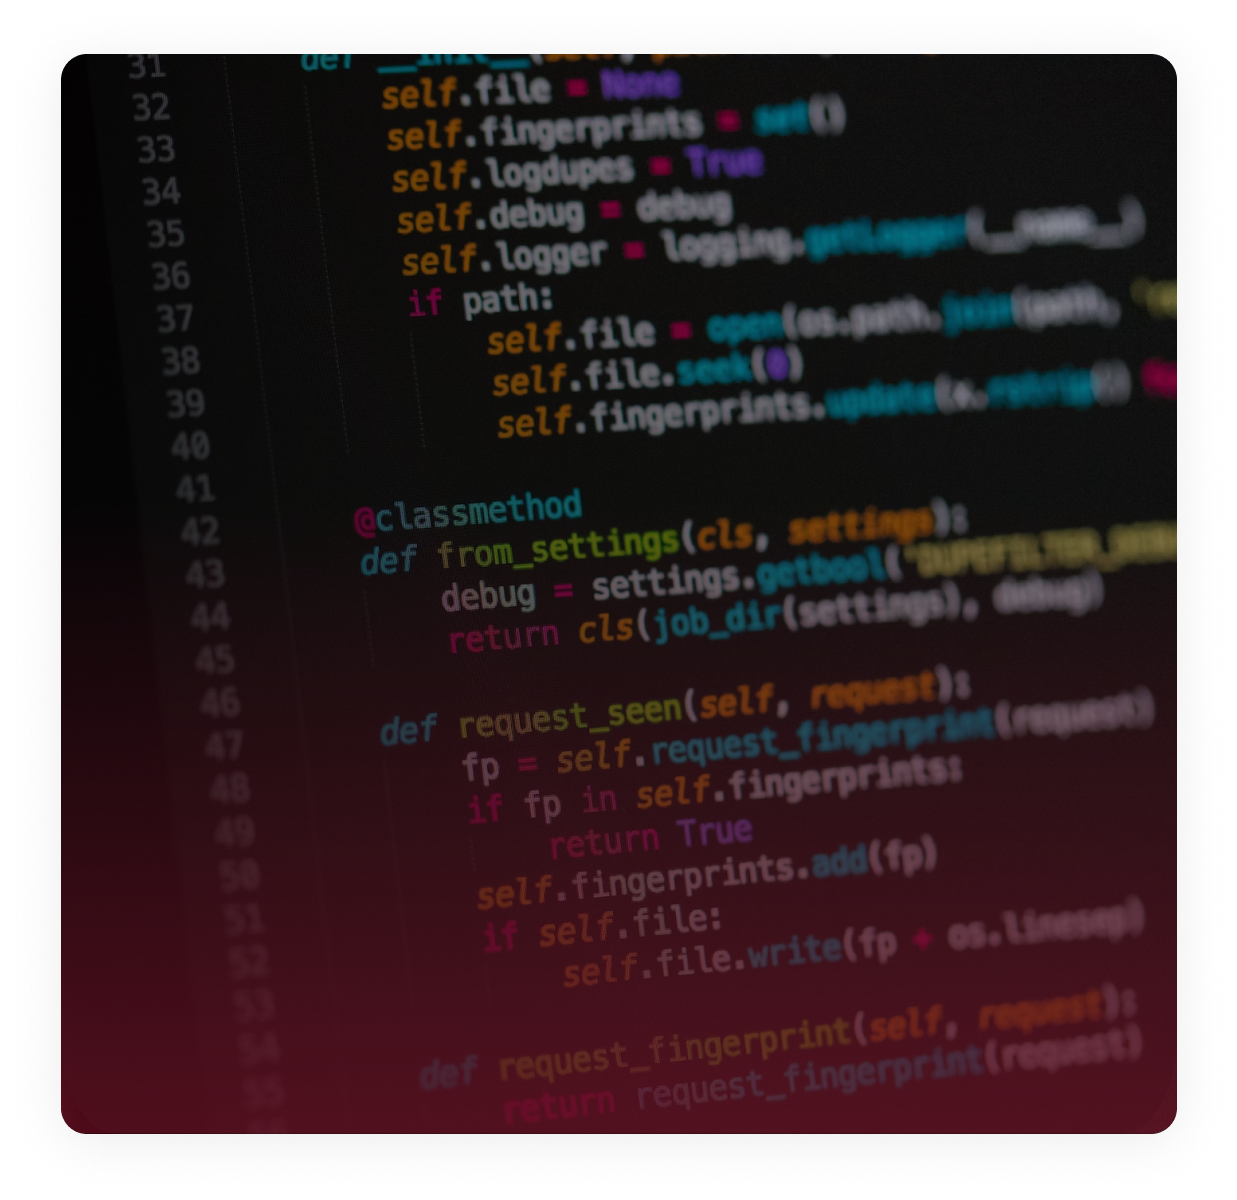 31 def __init__(self,
32 self.file = None
33 self.fingerprints = set()
34 self.logdupes = True
35 self.debug = debug
36 self.logger = logging.getLogger(__name__)
37 if path:
38 self.file = open(os.path.join(path,
39 self.file.seek(0)
40 self.fingerprints.update(x.rstrip()
41
42 @classmethod
43 def from_settings(cls, settings):
44 debug = settings.getbool(
45 return cls(job_dir(settings), debug)
46
47 def request_seen(self, request):
48 fp = self.request_fingerprint(request)
49 if fp in self.fingerprints:
50 return True
51 self.fingerprints.add(fp)
52 if self.file:
53 self.file.write(fp + os.linesep)
54
55 def request_fingerprint(self, request):
return request_fingerprint(request)